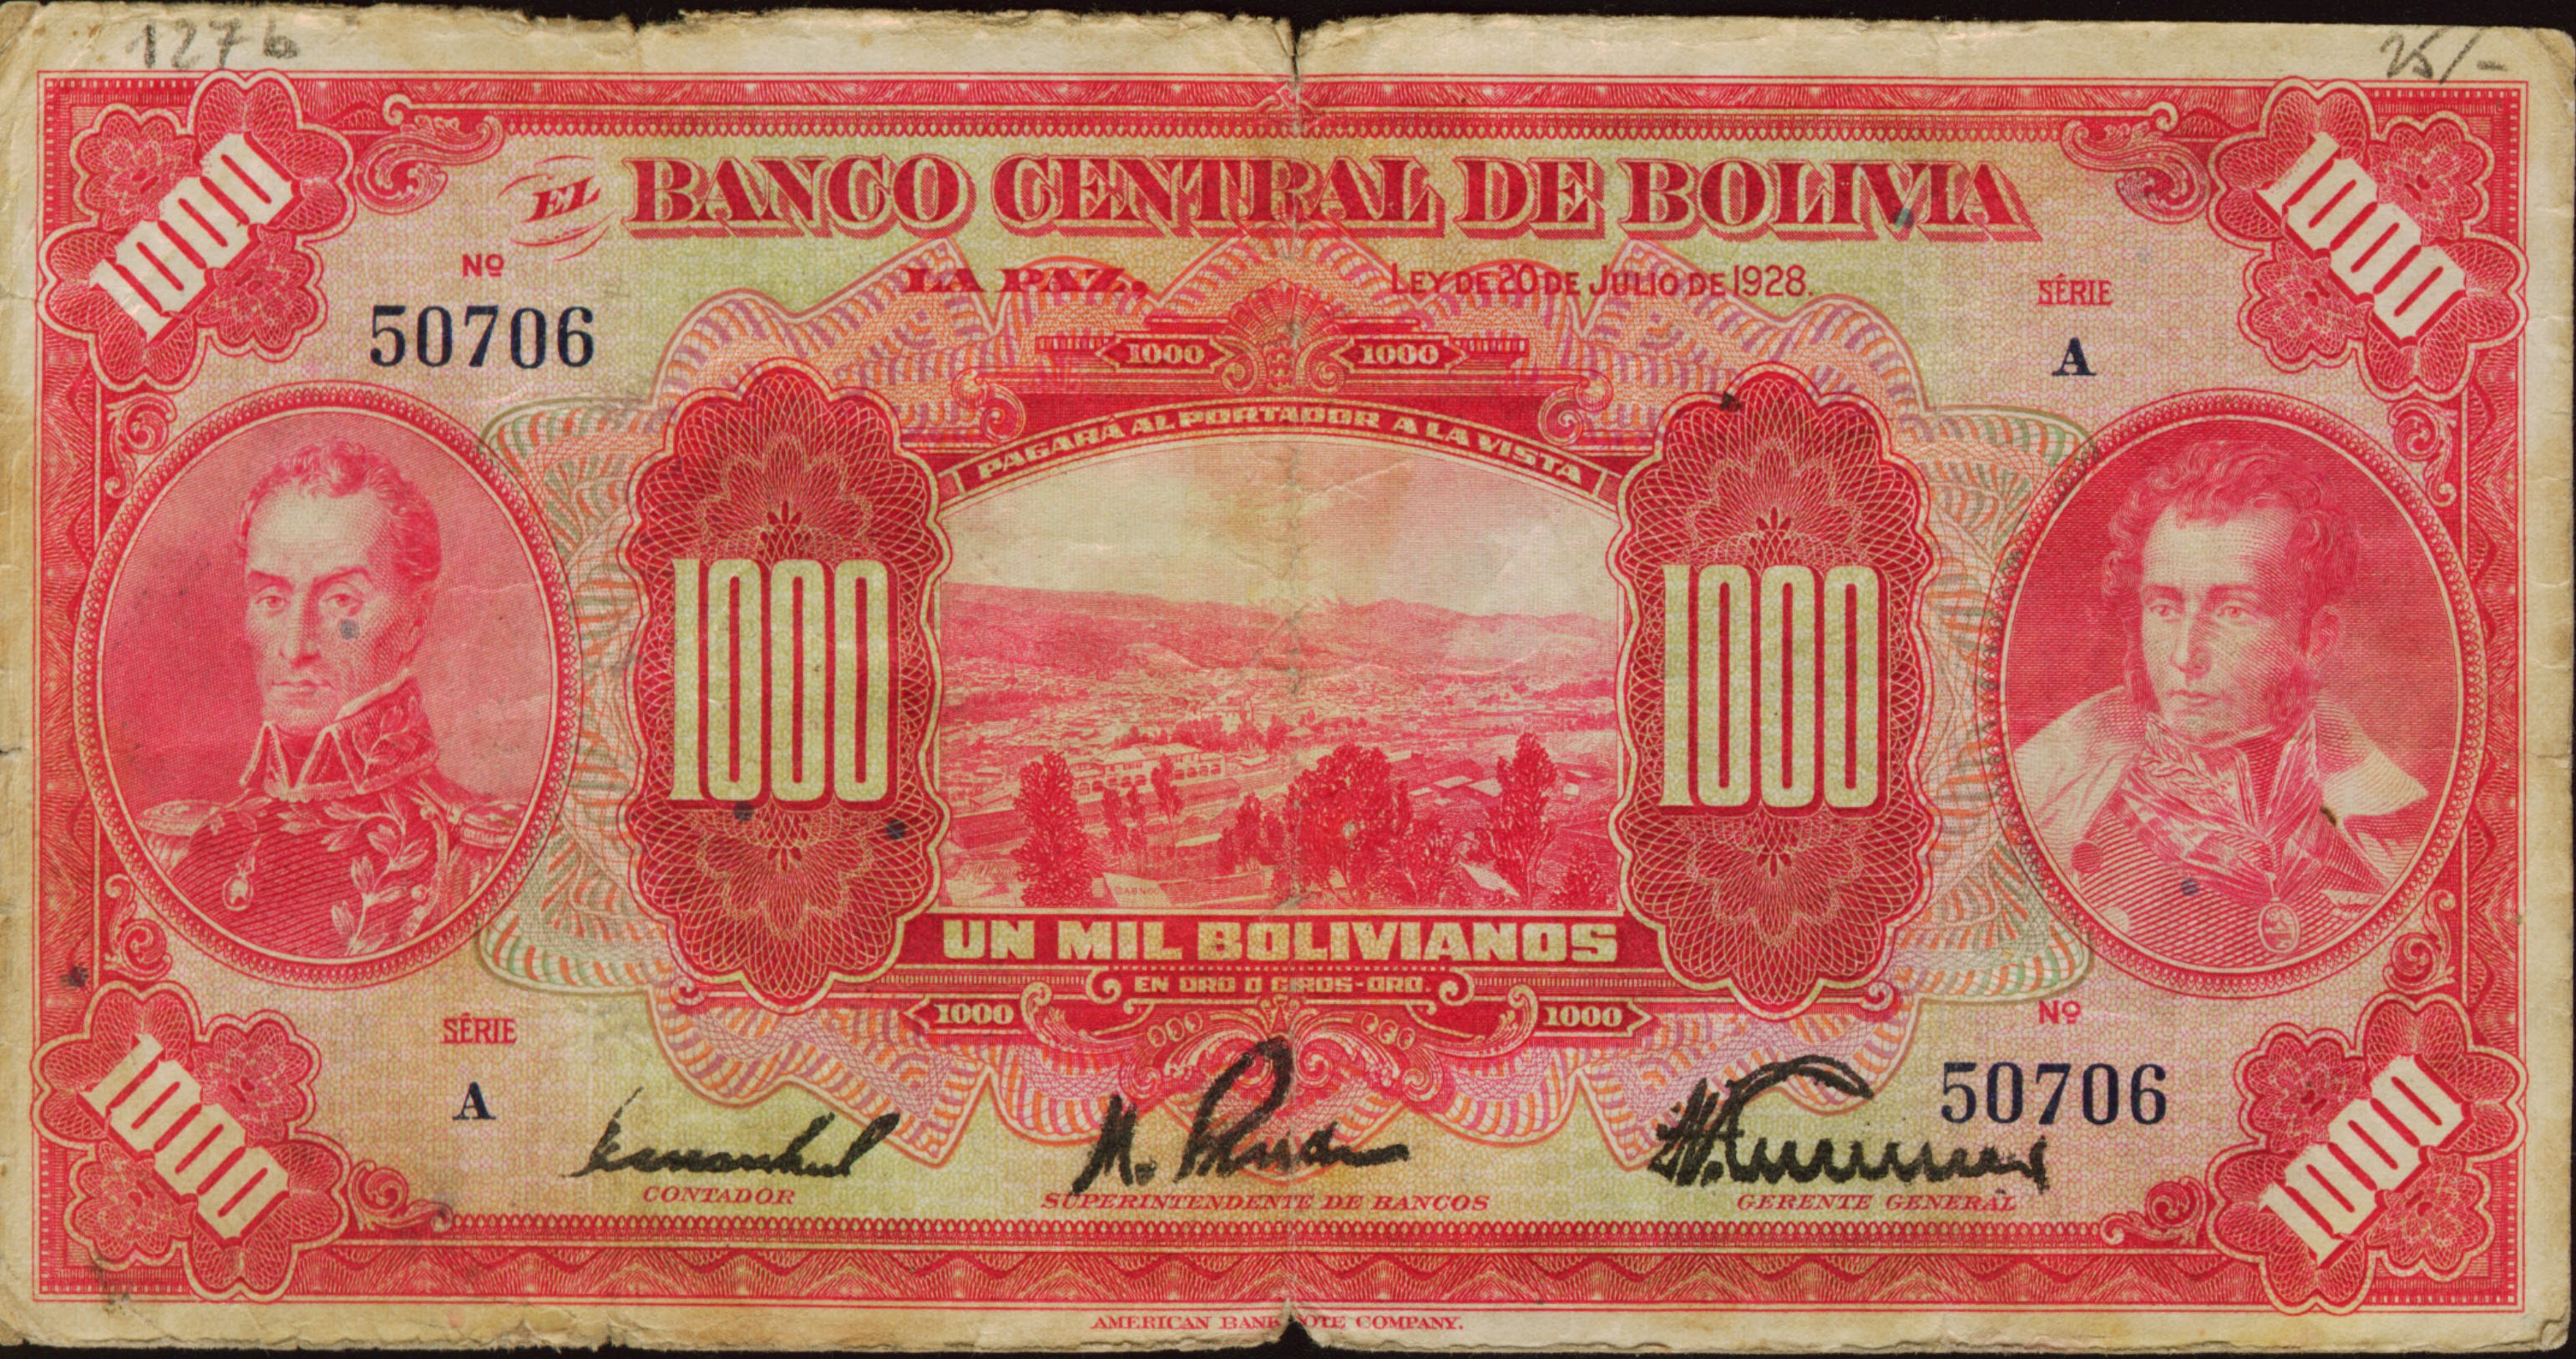 1276
25/-
1000
1000
EL BANCO CENTRAL DE BOLIVIA
LA PAZ,
LEY DE 20 DE JULIO DE 1928.
Nº
50706
SÉRIE
A
1000
1000
PAGARÁ AL PORTADOR A LA VISTA
1000
1000
UN MIL BOLIVIANOS
EN ORO O GIROS-ORO.
1000
1000
SÉRIE
A
Nº
50706
CONTADOR
SUPERINTENDENTE DE BANCOS
GERENTE GENERAL
1000
1000
AMERICAN BANK NOTE COMPANY.